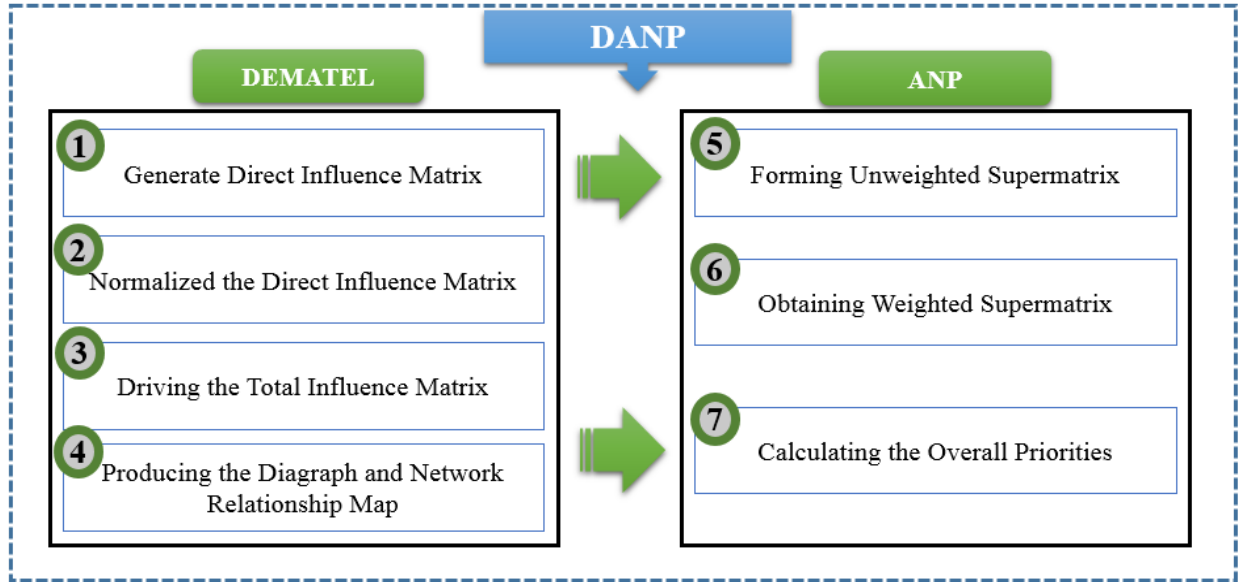 DANP
DEMATEL
1
Generate Direct Influence Matrix
2
Normalized the Direct Influence Matrix
3
Driving the Total Influence Matrix
4
Producing the Diagraph and Network
Relationship Map
ANP
5
Forming Unweighted Supermatrix
6
Obtaining Weighted Supermatrix
7
Calculating the Overall Priorities